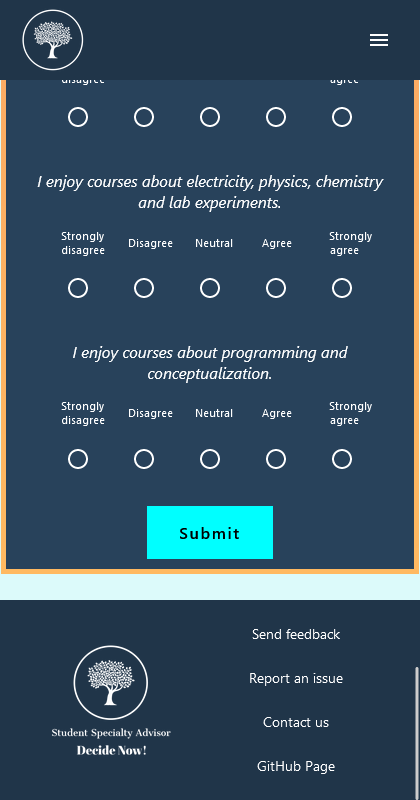 disagree
agree
I enjoy courses about electricity, physics, chemistry
and lab experiments.
Strongly disagree
Disagree
Neutral
Agree
Strongly agree
I enjoy courses about programming and
conceptualization.
Strongly disagree
Disagree
Neutral
Agree
Strongly agree
Submit
Student Specialty Advisor
Decide Now!
Send feedback
Report an issue
Contact us
GitHub Page